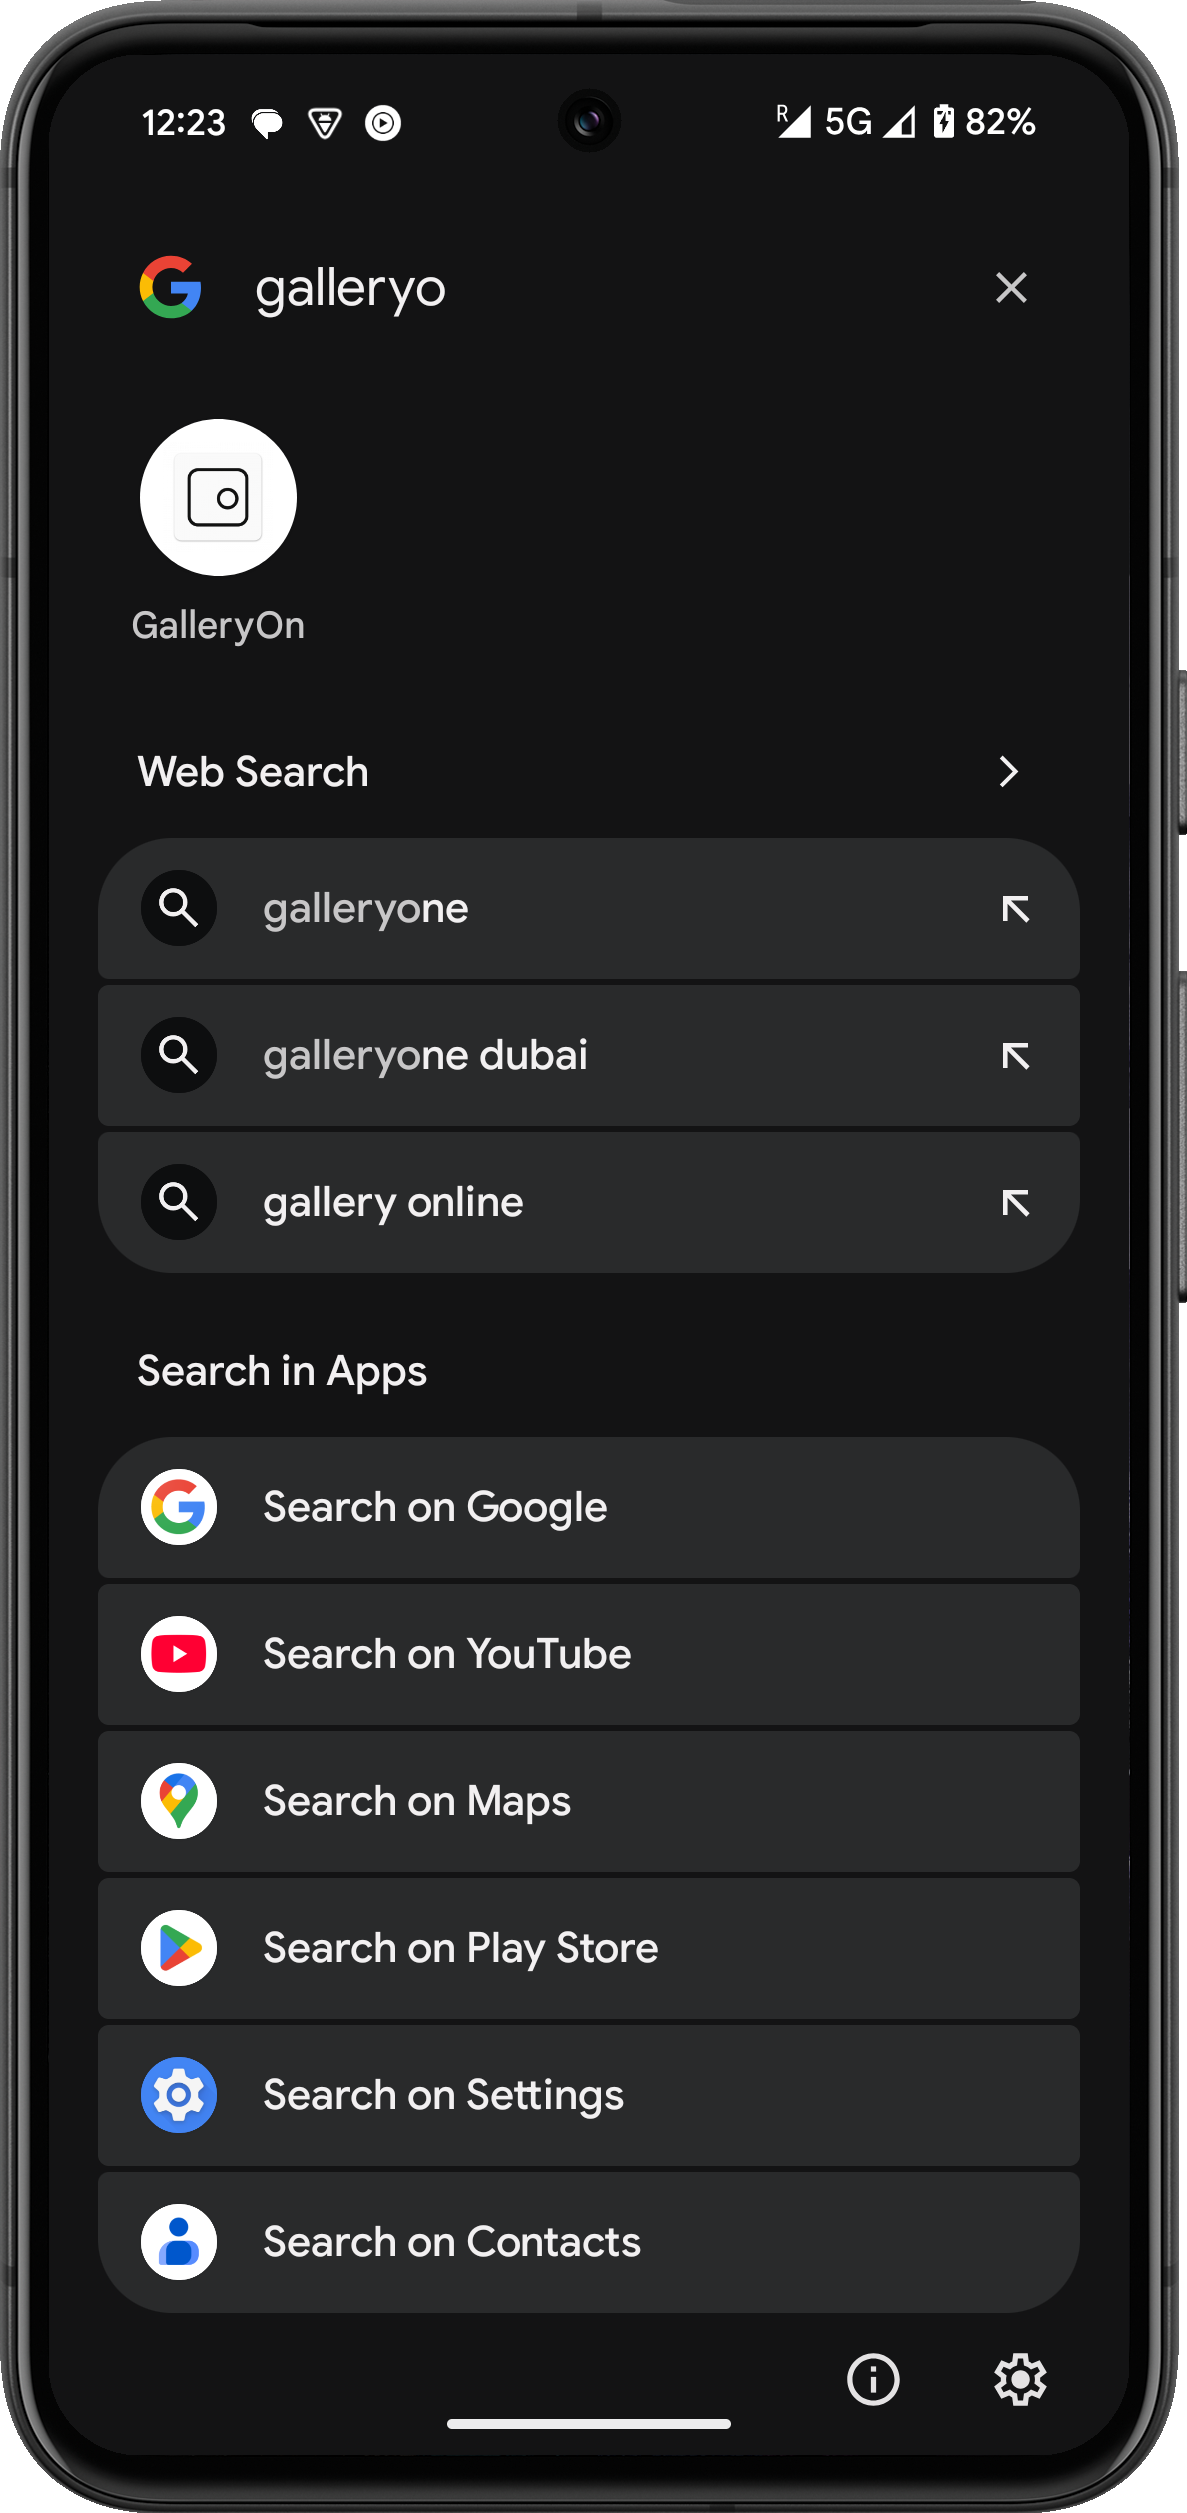 12:23 R 5G 82%
galleryo
GalleryOn
Web Search
galleryone
galleryone dubai
gallery online
Search in Apps
Search on Google
Search on YouTube
Search on Maps
Search on Play Store
Search on Settings
Search on Contacts